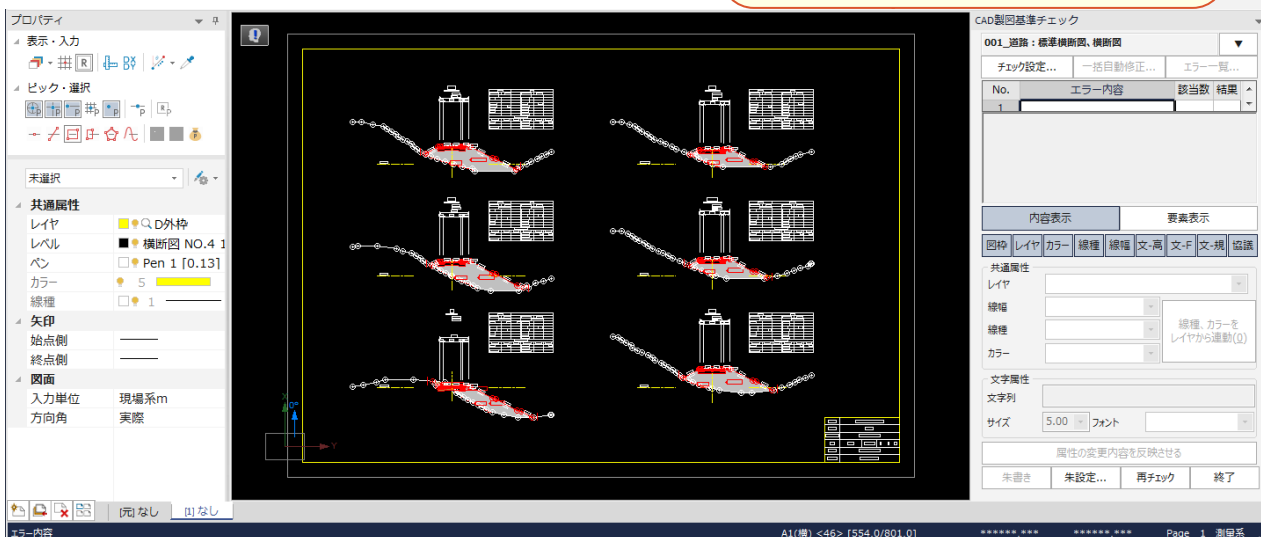 プロパティ
表示・入力
R
ピック・選択
未選択
共通属性
レイヤ D外枠
レベル 横断図 NO.4 1
ペン Pen 1 [0.13]
カラー 5
線種 1
矢印
始点側
終点側
図面
入力単位 現場系m
方向角 実際
[元]なし [1]なし
エラー内容
X
0°
Y
A1(横) <46> [554.0/801.0] ******.*** ******.*** Page 1 測量系
CAD製図基準チェック
001_道路：標準横断図、横断図 ▼
チェック設定... 一括自動修正... エラー一覧...
No. エラー内容 該当数 結果
1
内容表示 要素表示
図枠 レイヤ カラー 線種 線幅 文-高 文-F 文-規 協議
共通属性
レイヤ
線幅
線種
カラー
線種、カラーを
レイヤから連動(0)
文字属性
文字列
サイズ 5.00 フォント
属性の変更内容を反映させる
朱書き 朱設定... 再チェック 終了